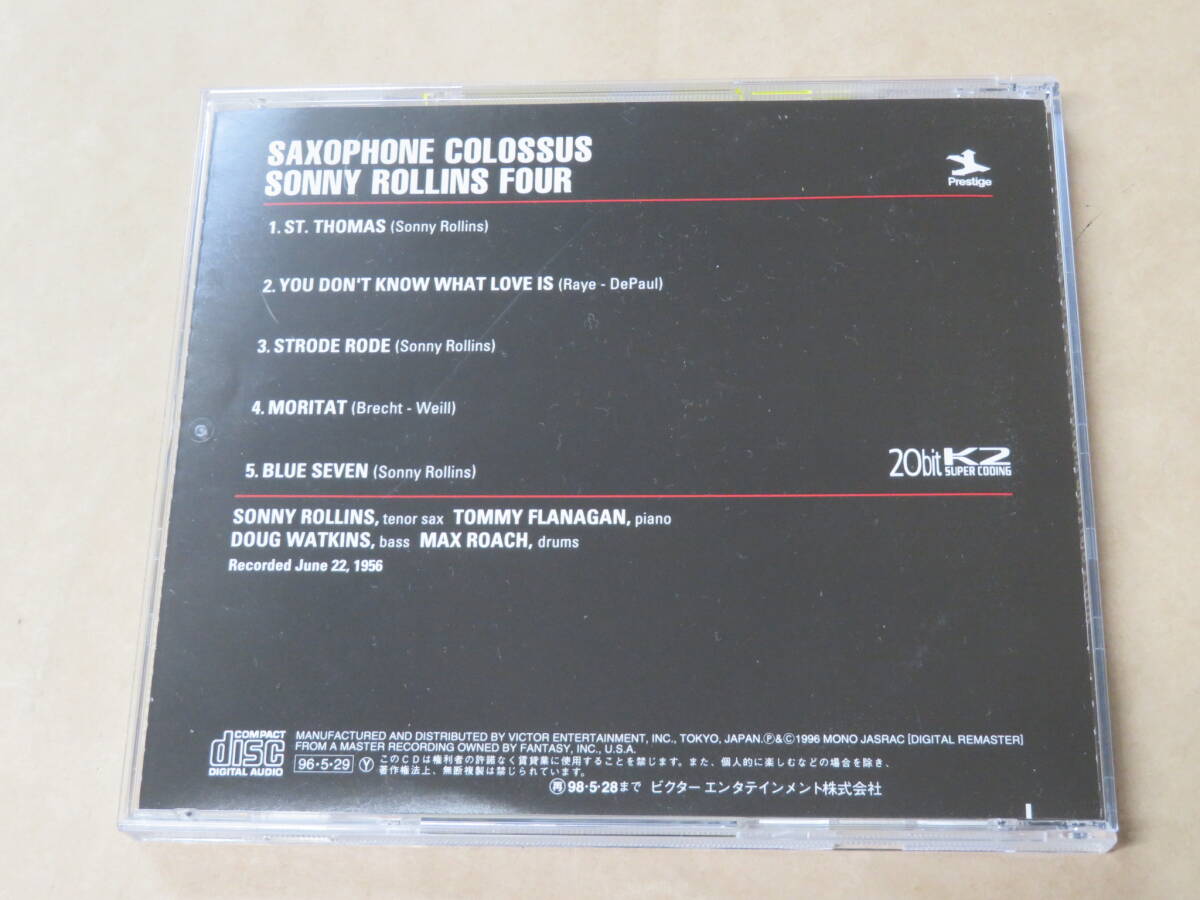 SAXOPHONE COLOSSUS
SONNY ROLLINS FOUR
Prestige
1. ST. THOMAS (Sonny Rollins)
2. YOU DON'T KNOW WHAT LOVE IS (Raye - DePaul)
3. STRODE RODE (Sonny Rollins)
4. MORITAT (Brecht - Weill)
5. BLUE SEVEN (Sonny Rollins)
20bit K2
SUPER CODING
SONNY ROLLINS, tenor sax TOMMY FLANAGAN, piano
DOUG WATKINS, bass MAX ROACH, drums
Recorded June 22, 1956
COMPACT
disc
DIGITAL AUDIO
MANUFACTURED AND DISTRIBUTED BY VICTOR ENTERTAINMENT, INC., TOKYO, JAPAN.Ⓟ&©1996 MONO JASRAC [DIGITAL REMASTER]
FROM A MASTER RECORDING OWNED BY FANTASY, INC., U.S.A.
96・5・29 Ⓨ このCDは権利者の許諾なく賃貸業に使用することを禁じます。また、個人的に楽しむなどの場合を除き、
著作権法上、無断複製は禁じられています。
㊢98・5・28まで ビクター エンタテインメント株式会社